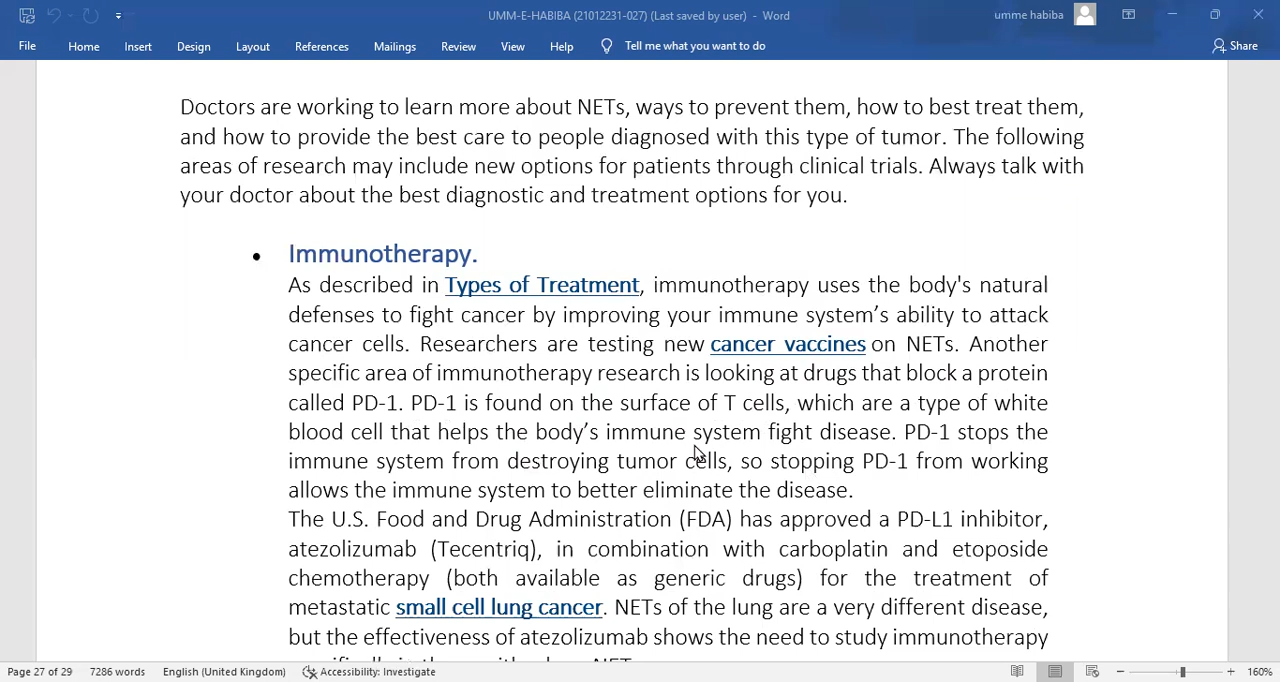 UMM-E-HABIBA (21012231-027) (Last saved by user) - Word
umme habiba
File Home Insert Design Layout References Mailings Review View Help Tell me what you want to do Share
Doctors are working to learn more about NETs, ways to prevent them, how to best treat them,
and how to provide the best care to people diagnosed with this type of tumor. The following
areas of research may include new options for patients through clinical trials. Always talk with
your doctor about the best diagnostic and treatment options for you.
• Immunotherapy.
As described in Types of Treatment, immunotherapy uses the body's natural
defenses to fight cancer by improving your immune system’s ability to attack
cancer cells. Researchers are testing new cancer vaccines on NETs. Another
specific area of immunotherapy research is looking at drugs that block a protein
called PD-1. PD-1 is found on the surface of T cells, which are a type of white
blood cell that helps the body’s immune system fight disease. PD-1 stops the
immune system from destroying tumor cells, so stopping PD-1 from working
allows the immune system to better eliminate the disease.
The U.S. Food and Drug Administration (FDA) has approved a PD-L1 inhibitor,
atezolizumab (Tecentriq), in combination with carboplatin and etoposide
chemotherapy (both available as generic drugs) for the treatment of
metastatic small cell lung cancer. NETs of the lung are a very different disease,
but the effectiveness of atezolizumab shows the need to study immunotherapy
Page 27 of 29 7286 words English (United Kingdom) Accessibility: Investigate 160%